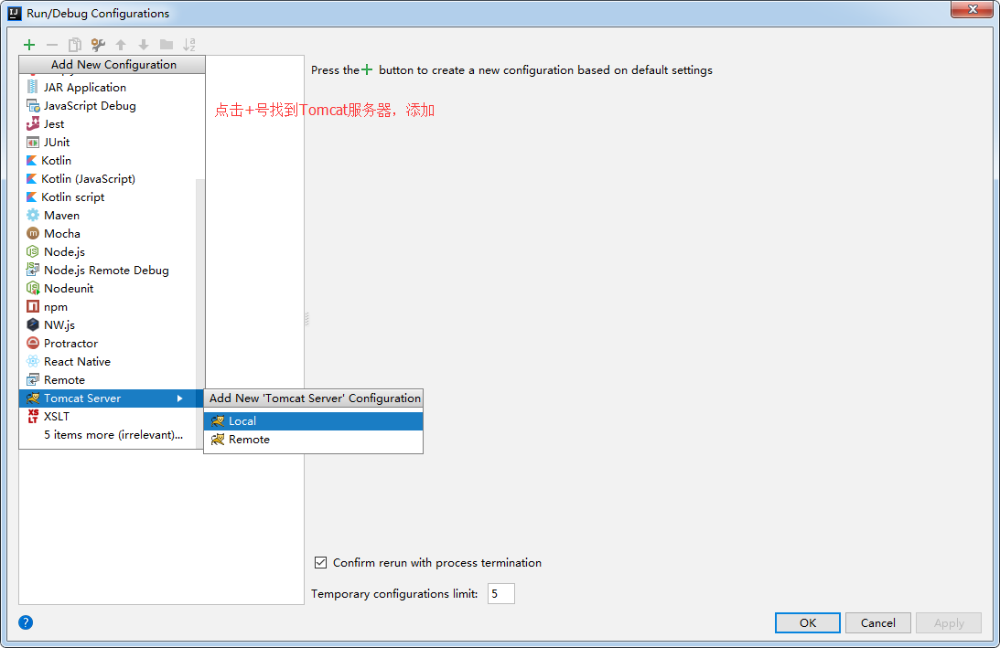 Run/Debug Configurations
Add New Configuration
JAR Application
JavaScript Debug
Jest
JUnit
Kotlin
Kotlin (JavaScript)
Kotlin script
Maven
Mocha
Node.js
Node.js Remote Debug
Nodeunit
npm
NW.js
Protractor
React Native
Remote
Tomcat Server
XSLT
5 items more (irrelevant)...
Add New 'Tomcat Server' Configuration
Local
Remote
Press the + button to create a new configuration based on default settings
点击+号找到Tomcat服务器，添加
Confirm rerun with process termination
Temporary configurations limit: 5
OK Cancel Apply